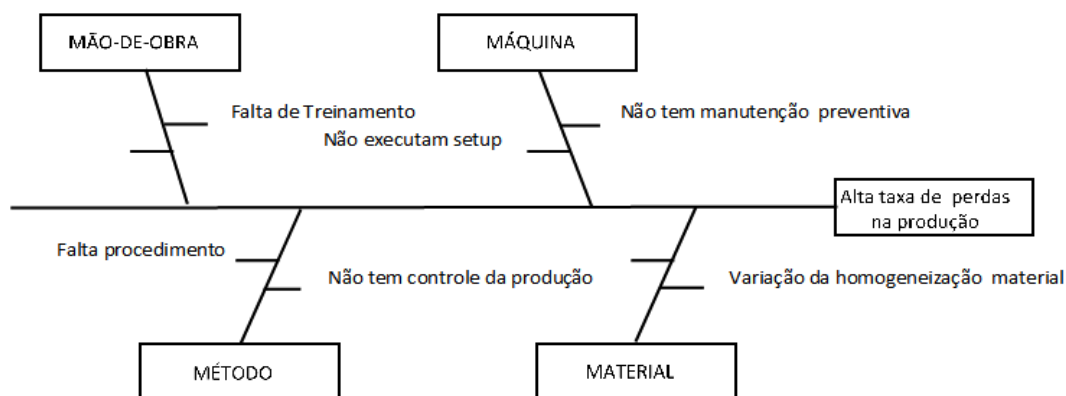 MÃO-DE-OBRA
MÁQUINA
Falta de Treinamento
Não tem manutenção preventiva
Não executam setup
Alta taxa de perdas
na produção
Falta procedimento
Não tem controle da produção
Variação da homogeneização material
MÉTODO
MATERIAL